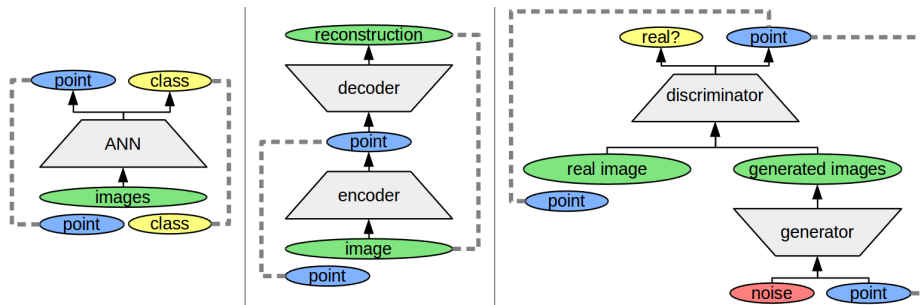 point
class
ANN
images
point
class
reconstruction
decoder
point
encoder
image
point
real?
point
discriminator
real image
generated images
point
generator
noise
point